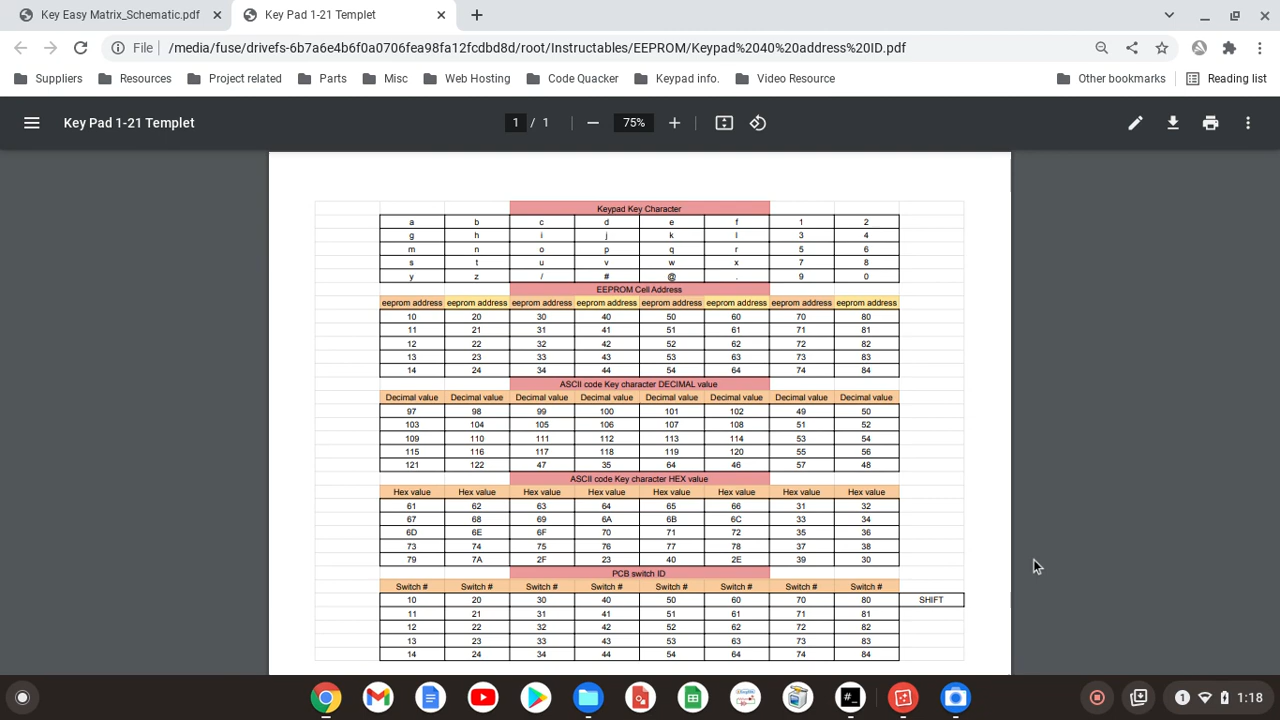 Key Easy Matrix_Schematic.pdf Key Pad 1-21 Templet
File /media/fuse/drivefs-6b7a6e4b6f0a0706fea98fa12fcdbd8d/root/Instructables/EEPROM/Keypad%2040%20address%20ID.pdf
Suppliers Resources Project related Parts Misc Web Hosting Code Quacker Keypad info. Video Resource Other bookmarks Reading list
Key Pad 1-21 Templet 1 / 1 75%
Keypad Key Character
a b c d e f 1 2
g h i j k l 3 4
m n o p q r 5 6
s t u v w x 7 8
y z / # @ . 9 0
EEPROM Cell Address
eeprom address eeprom address eeprom address eeprom address eeprom address eeprom address eeprom address eeprom address
10 20 30 40 50 60 70 80
11 21 31 41 51 61 71 81
12 22 32 42 52 62 72 82
13 23 33 43 53 63 73 83
14 24 34 44 54 64 74 84
ASCII code Key character DECIMAL value
Decimal value Decimal value Decimal value Decimal value Decimal value Decimal value Decimal value Decimal value
97 98 99 100 101 102 49 50
103 104 105 106 107 108 51 52
109 110 111 112 113 114 53 54
115 116 117 118 119 120 55 56
121 122 47 35 64 46 57 48
ASCII code Key character HEX value
Hex value Hex value Hex value Hex value Hex value Hex value Hex value Hex value
61 62 63 64 65 66 31 32
67 68 69 6A 6B 6C 33 34
6D 6E 6F 70 71 72 35 36
73 74 75 76 77 78 37 38
79 7A 2F 23 40 2E 39 30
PCB switch ID
Switch # Switch # Switch # Switch # Switch # Switch # Switch # Switch #
10 20 30 40 50 60 70 80 SHIFT
11 21 31 41 51 61 71 81
12 22 32 42 52 62 72 82
13 23 33 43 53 63 73 83
14 24 34 44 54 64 74 84
1 1:18